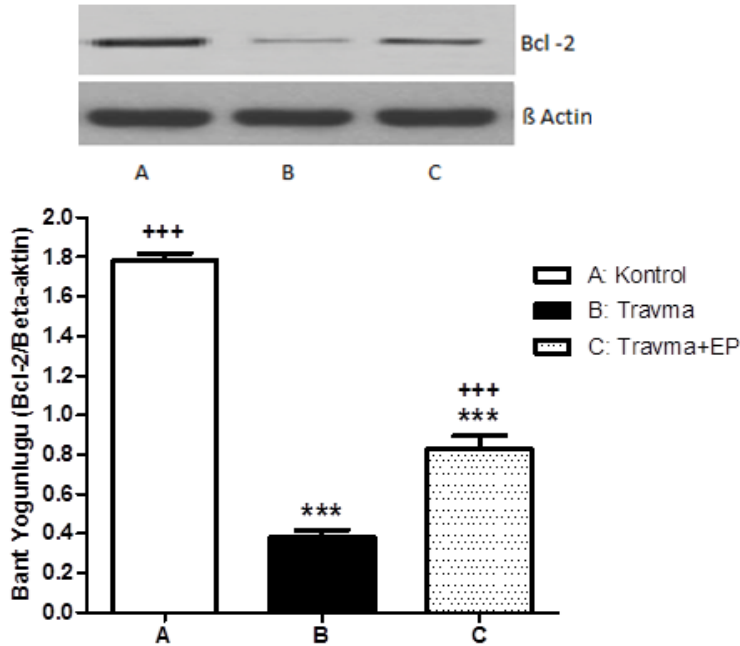 Bcl -2
ß Actin
A B C
Bant Yogunlugu (Bcl-2/Beta-aktin)
2.0
1.8
1.6
1.4
1.2
1.0
0.8
0.6
0.4
0.2
0.0
+++
***
+++
***
A B C
A: Kontrol
B: Travma
C: Travma+EP